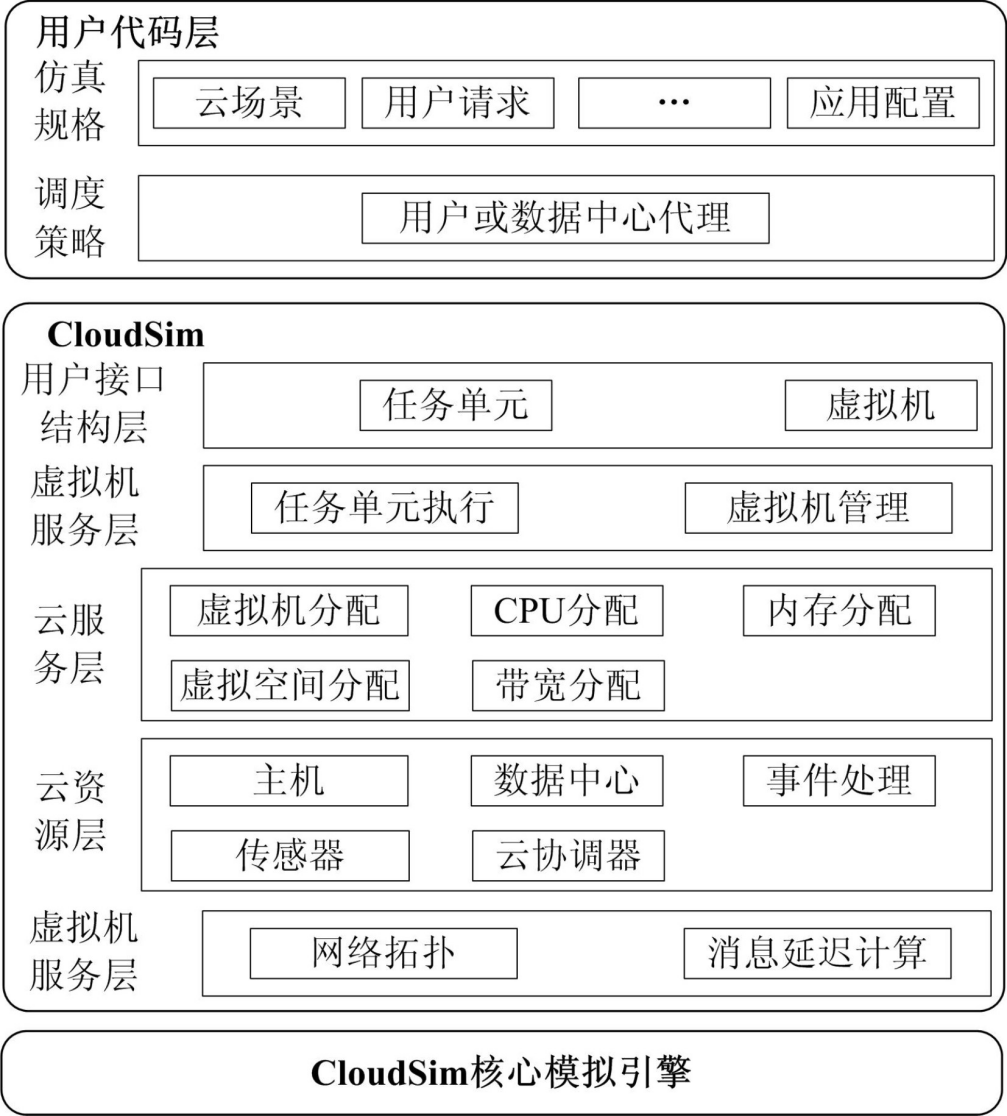 用户代码层
仿真
规格
云场景
用户请求
…
应用配置
调度
策略
用户或数据中心代理
CloudSim
用户接口
结构层
任务单元
虚拟机
虚拟机
服务层
任务单元执行
虚拟机管理
云服
务层
虚拟机分配
CPU分配
内存分配
虚拟空间分配
带宽分配
云资
源层
主机
数据中心
事件处理
传感器
云协调器
虚拟机
服务层
网络拓扑
消息延迟计算
CloudSim核心模拟引擎